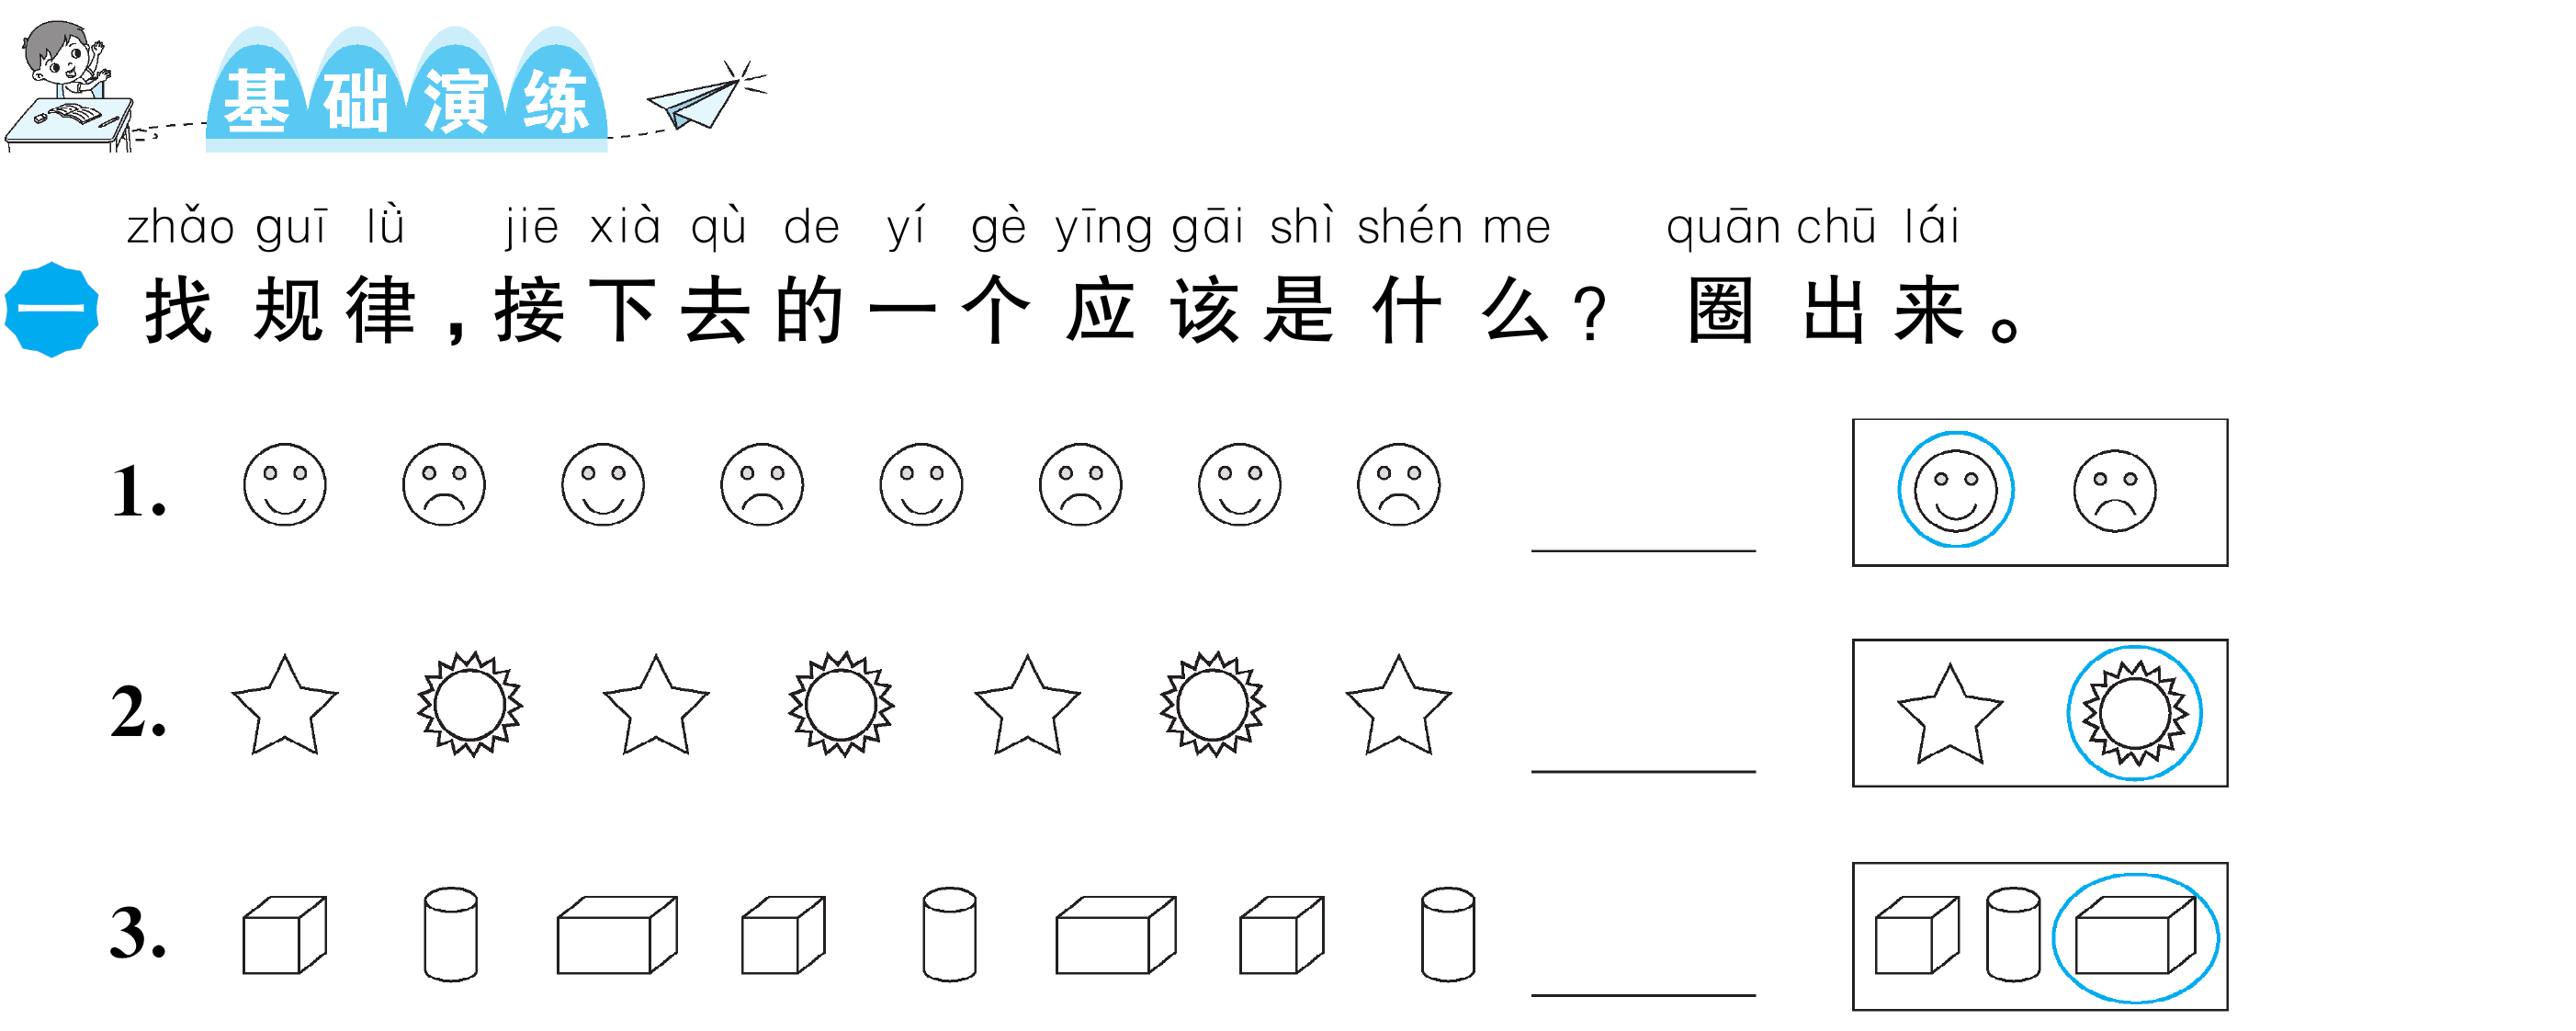 基础演练
zhǎo guī lǜ jiē xià qù de yí gè yīng gāi shì shén me quān chū lái
一 找规律，接下去的一个应该是什么？圈出来。
1.
2.
3.